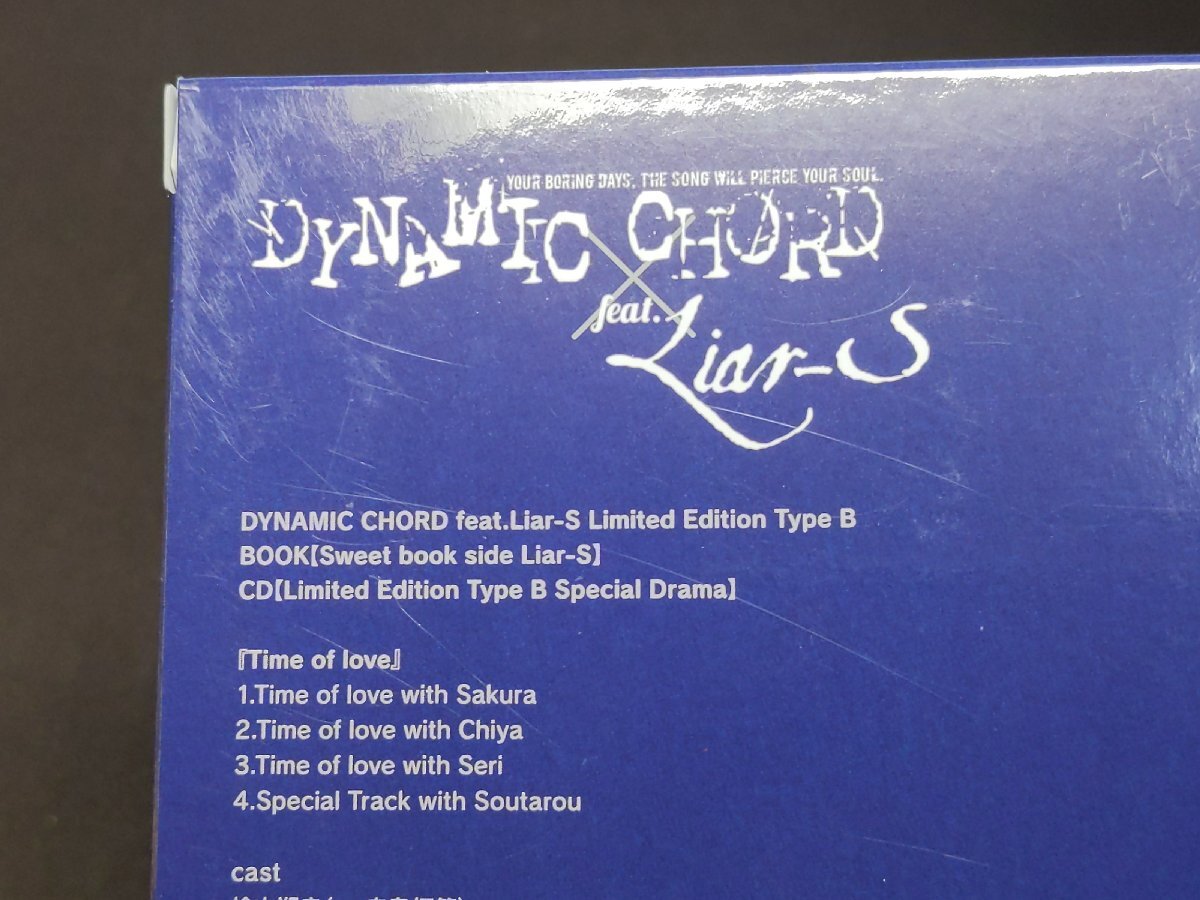 YOUR BORING DAYS, THE SONG WILL PIERCE YOUR SOUL.
DYNAMIC CHORD
feat. Liar-S
DYNAMIC CHORD feat.Liar-S Limited Edition Type B
BOOK【Sweet book side Liar-S】
CD【Limited Edition Type B Special Drama】
『Time of love』
1.Time of love with Sakura
2.Time of love with Chiya
3.Time of love with Seri
4.Special Track with Soutarou
cast